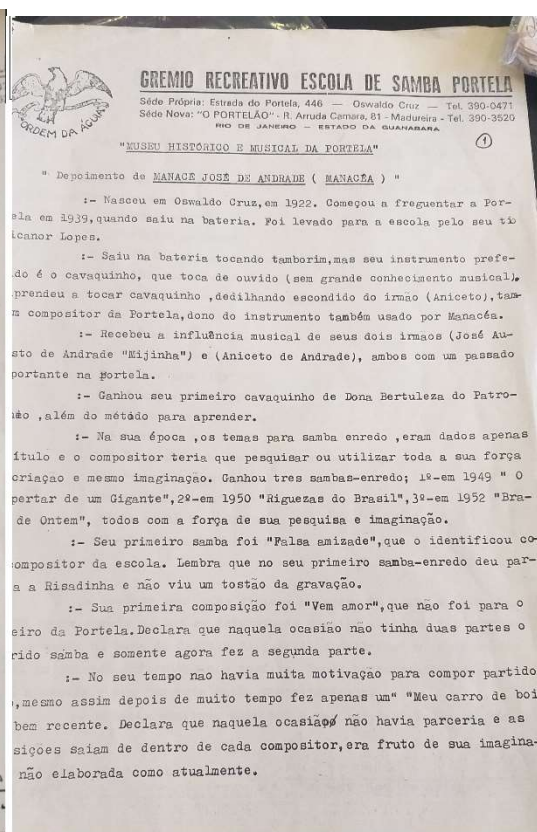 GREMIO RECREATIVO ESCOLA DE SAMBA PORTELA
Séde Própria: Estrada do Portela, 446 — Oswaldo Cruz — Tel. 390-0471
Séde Nova: "O PORTELÃO" - R. Arruda Camara, 81 - Madureira - Tel. 390-3520
RIO DE JANEIRO — ESTADO DA GUANABARA
ORDEM DA ÁGUIA
1
"MUSEU HISTÓRICO E MUSICAL DA PORTELA"
" Depoimento de MANACE JOSÉ DE ANDRADE ( MANACÉA ) "
:- Nasceu em Oswaldo Cruz,em 1922. Começou a freguentar a Por-
ela em 1939,quando saiu na bateria. Foi levado para a escola pelo seu tio
icanor Lopes.
:- Saiu na bateria tocando tamborim,mas seu instrumento prefe-
do é o cavaquinho, que toca de ouvido (sem grande conhecimento musical).
prendeu a tocar cavaquinho ,dedilhando escondido do irmão (Aniceto),tam-
m compositor da Portela,dono do instrumento também usado por Manacéa.
:- Recebeu a influência musical de seus dois irmaos (José Au-
sto de Andrade "Mijinha") e (Aniceto de Andrade), ambos com um passado
portante na Portela.
:- Ganhou seu primeiro cavaquinho de Dona Bertuleza do Patro-
nio ,além do método para aprender.
:- Na sua época ,os temas para samba enredo ,eram dados apenas
ítulo e o compositor teria que pesquisar ou utilizar toda a sua força
criaçao e mesmo imaginação. Ganhou tres sambas-enredo; 1º-em 1949 " O
pertar de um Gigante",2º-em 1950 "Riguezas do Brasil",3º-em 1952 "Bra-
de Ontem", todos com a força de sua pesquisa e imaginação.
:- Seu primeiro samba foi "Falsa amizade",que o identificou co-
ompositor da escola. Lembra que no seu primeiro samba-enredo deu par-
a a Risadinha e não viu um tostão da gravação.
:- Sua primeira composição foi "Vem amor",que não foi para o
eiro da Portela.Declara que naquela ocasião não tinha duas partes o
rido samba e somente agora fez a segunda parte.
:- No seu tempo nao havia muita motivação para compor partido
,mesmo assim depois de muito tempo fez apenas um" "Meu carro de boi
bem recente. Declara que naquela ocasião não havia parceria e as
sições saiam de dentro de cada compositor,era fruto de sua imagina-
não elaborada como atualmente.